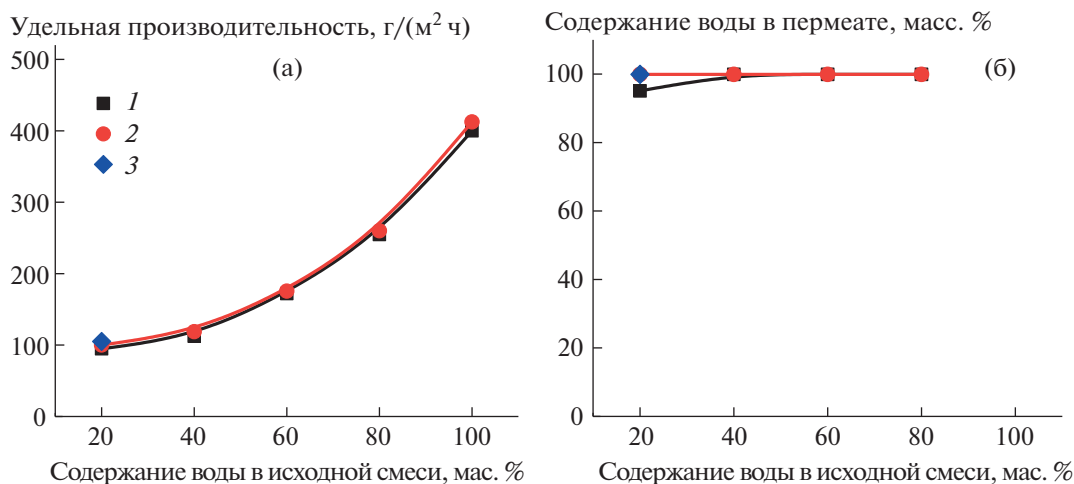 Удельная производительность, г/(м² ч)
500
400
300
200
100
0
(а)
1
2
3
20 40 60 80 100
Содержание воды в исходной смеси, мас. %
Содержание воды в пермеате, масс. %
100
80
60
40
20
0
(б)
20 40 60 80 100
Содержание воды в исходной смеси, мас. %